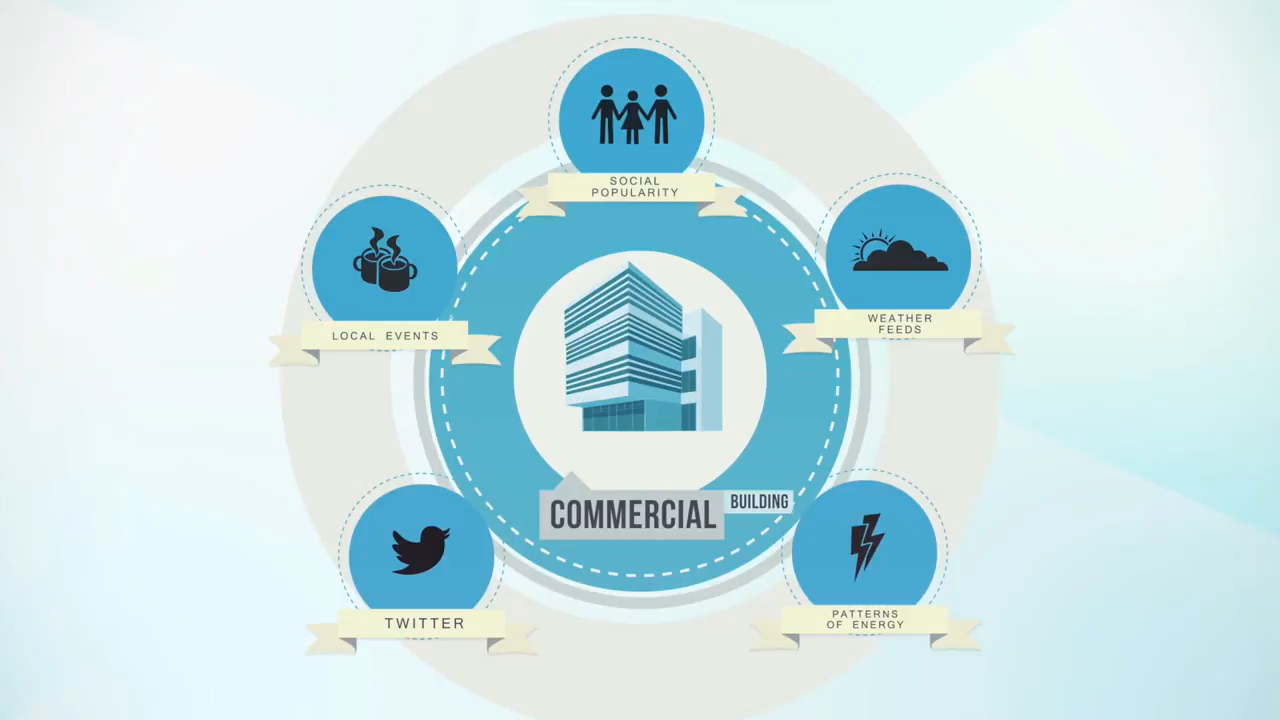 SOCIAL
POPULARITY
LOCAL EVENTS
WEATHER
FEEDS
COMMERCIAL
BUILDING
TWITTER
PATTERNS
OF ENERGY